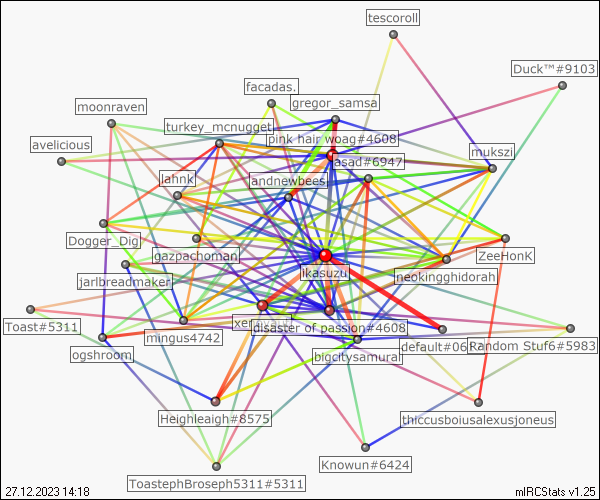 tescoroll
Duck™#9103
facadas.
gregor_samsa
moonraven
turkey_mcnugget
pink hair woag#4608
avelicious
asad#6947
mukszi
lahnk
andnewbees
Dogger_Dig
gazpachoman
ZeeHonK
ikasuzu
neokingghidorah
jarlbreadmaker
Toast#5311
mingus4742
disaster of passion#4608
default#06
Random Stuf6#5983
ogshroom
bigcitysamurai
Heighleaigh#8575
thiccusboiusalexusjoneus
Knowun#6424
ToastephBroseph5311#5311
27.12.2023 14:18
mIRCStats v1.25